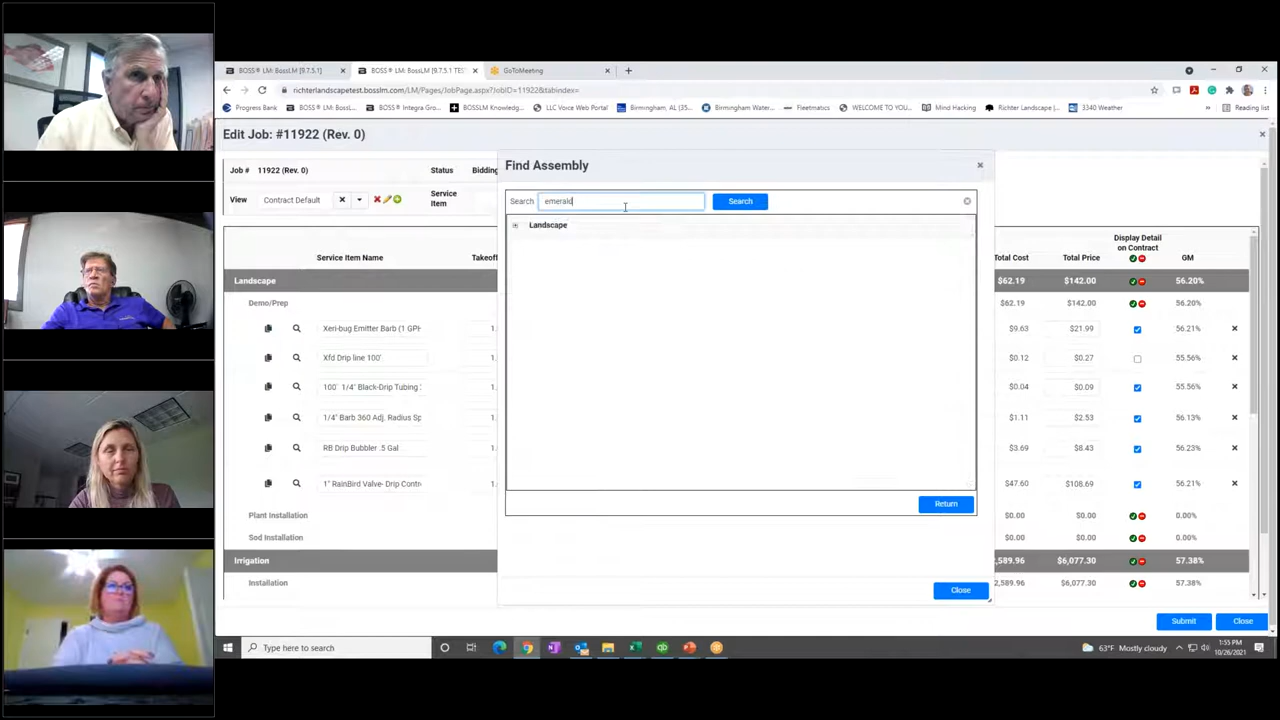 BOSS® LM: BossLM [9.7.5.1]
BOSS® LM: BossLM [9.7.5.1 TES
GoToMeeting
richterlandscapetest.bosslm.com/LM/Pages/JobPage.aspx?JobID=11922&tabindex=
Progress Bank
BOSS® LM: BossL...
BOSS® Integra Gro...
BOSSLM Knowledg...
LLC Voice Web Portal
Birmingham, AL (35...
Birmingham Water...
Fleetmatics
WELCOME TO YOU...
Mind Hacking
Richter Landscape |...
3340 Weather
Reading list
Edit Job: #11922 (Rev. 0)
Job # 11922 (Rev. 0) Status Bidding
View Contract Default Service Item
Find Assembly
Search emerald Search
Landscape
Return
Close
Service Item Name Takeoff Total Cost Total Price Display Detail on Contract GM
Landscape $62.19 $142.00 56.20%
Demo/Prep $62.19 $142.00 56.20%
Xeri-bug Emitter Barb (1 GPH $9.63 $21.99 56.21%
Xfd Drip line 100' $0.12 $0.27 55.56%
100' 1/4" Black-Drip Tubing $0.04 $0.09 55.56%
1/4" Barb 360 Adj. Radius Sp $1.11 $2.53 56.13%
RB Drip Bubbler .5 Gal $3.69 $8.43 56.23%
1" RainBird Valve- Drip Contr $47.60 $108.69 56.21%
Plant Installation $0.00 $0.00 0.00%
Sod Installation $0.00 $0.00 0.00%
Irrigation ,589.96 $6,077.30 57.38%
Installation ,589.96 $6,077.30 57.38%
Submit Close
Type here to search
63°F Mostly cloudy
1:55 PM
10/26/2021